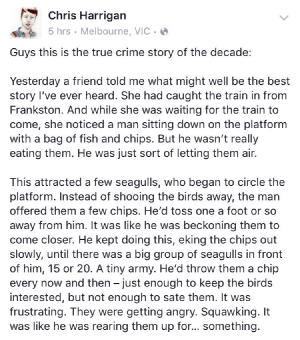 Chris Harrigan
5 hrs • Melbourne, VIC •
Guys this is the true crime story of the decade:
Yesterday a friend told me what might well be the best
story I've ever heard. She had caught the train in from
Frankston. And while she was waiting for the train to
come, she noticed a man sitting down on the platform
with a bag of fish and chips. But he wasn't really
eating them. He was just sort of letting them air.
This attracted a few seagulls, who began to circle the
platform. Instead of shooing the birds away, the man
offered them a few chips. He'd toss one a foot or so
away from him. It was like he was beckoning them to
come closer. He kept doing this, eking the chips out
slowly, until there was a big group of seagulls in front
of him, 15 or 20. A tiny army. He'd throw them a chip
every now and then – just enough to keep the birds
interested, but not enough to sate them. It was
frustrating. They were getting angry. Squawking. It
was like he was rearing them up for... something.